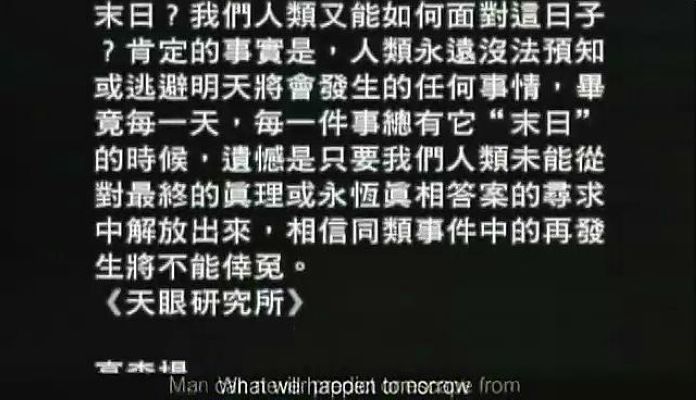 末日？我們人類又能如何面對這日子
？肯定的事實是，人類永遠沒法預知
或逃避明天將會發生的任何事情，畢
竟每一天，每一件事總有它“末日”
的時候，遺憾是只要我們人類未能從
對最終的眞理或永恆眞相答案的尋求
中解放出來，相信同類事件中的再發
生將不能倖免。
《天眼研究所》
What will happen tomorrow